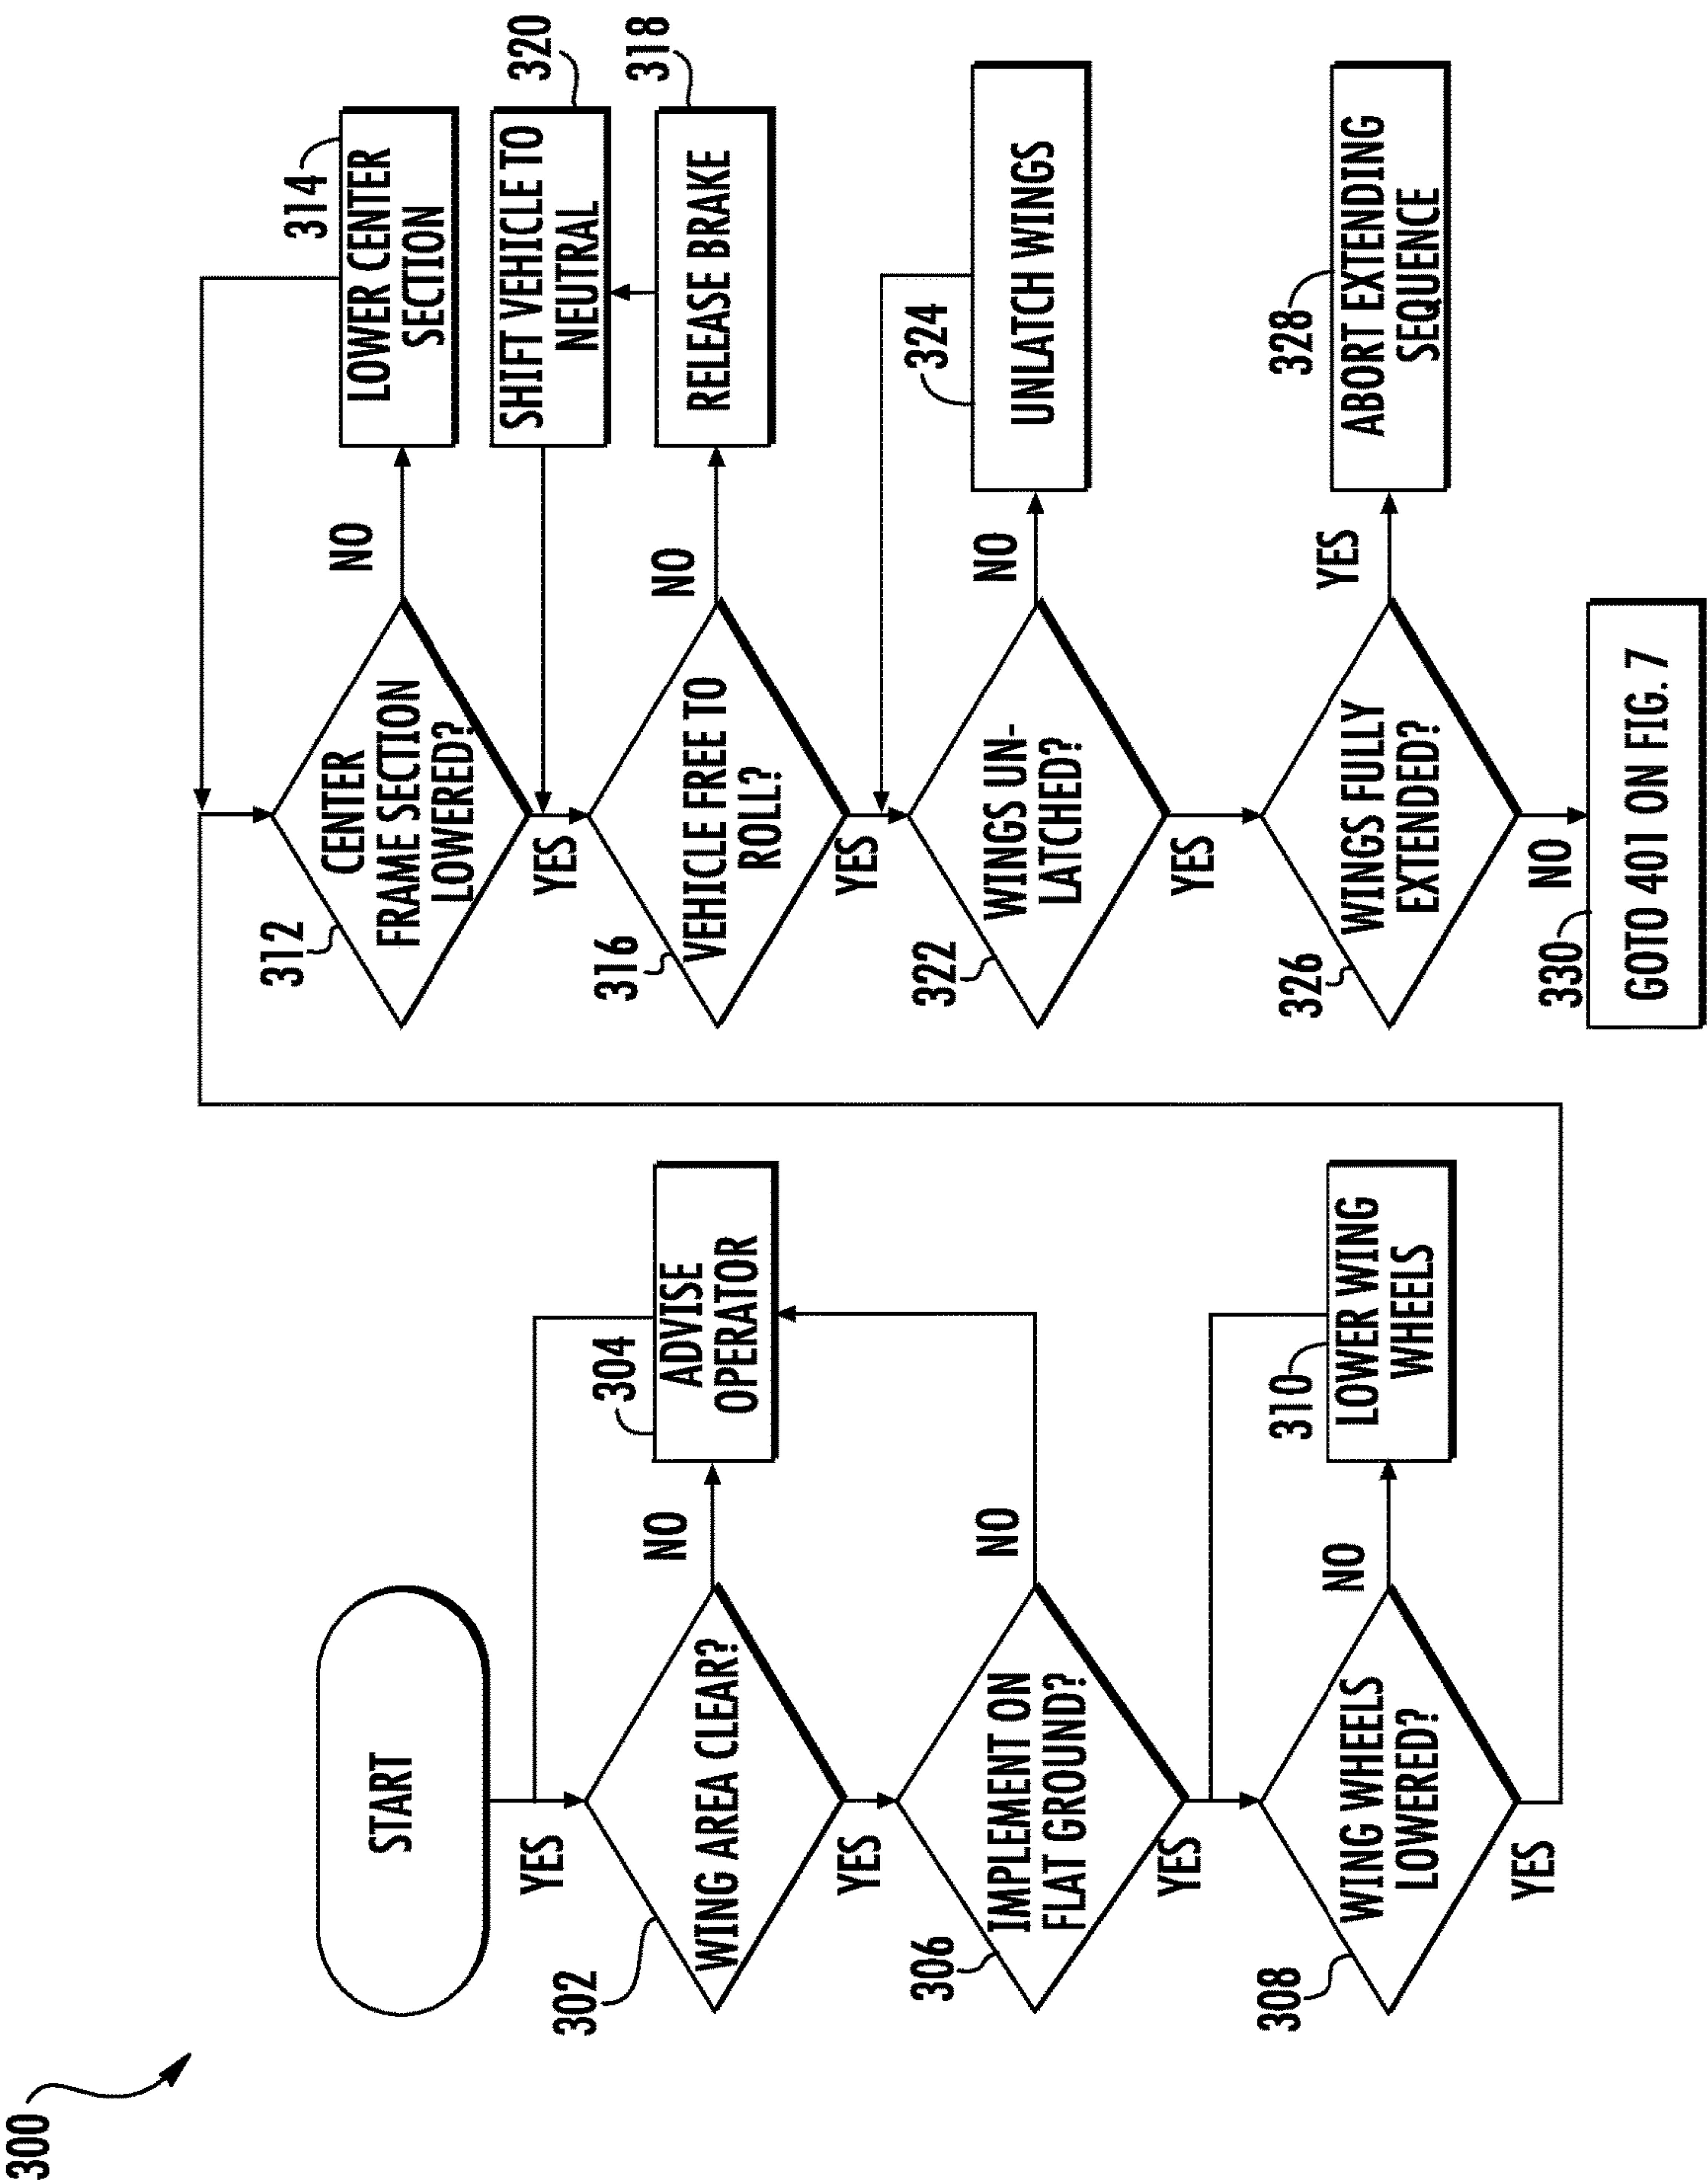 300
START
YES
302
WING AREA CLEAR?
NO
304
ADVISE
OPERATOR
YES
306
IMPLEMENT ON
FLAT GROUND?
NO
YES
308
WING WHEELS
LOWERED?
NO
310
LOWER WING
WHEELS
YES
312
CENTER
FRAME SECTION
LOWERED?
NO
314
LOWER CENTER
SECTION
YES
320
SHIFT VEHICLE TO
NEUTRAL
316
VEHICLE FREE TO
ROLL?
NO
318
RELEASE BRAKE
YES
322
WINGS UN-
LATCHED?
NO
324
UNLATCH WINGS
YES
326
WINGS FULLY
EXTENDED?
YES
328
ABORT EXTENDING
SEQUENCE
NO
330
GOTO 401 ON FIG. 7